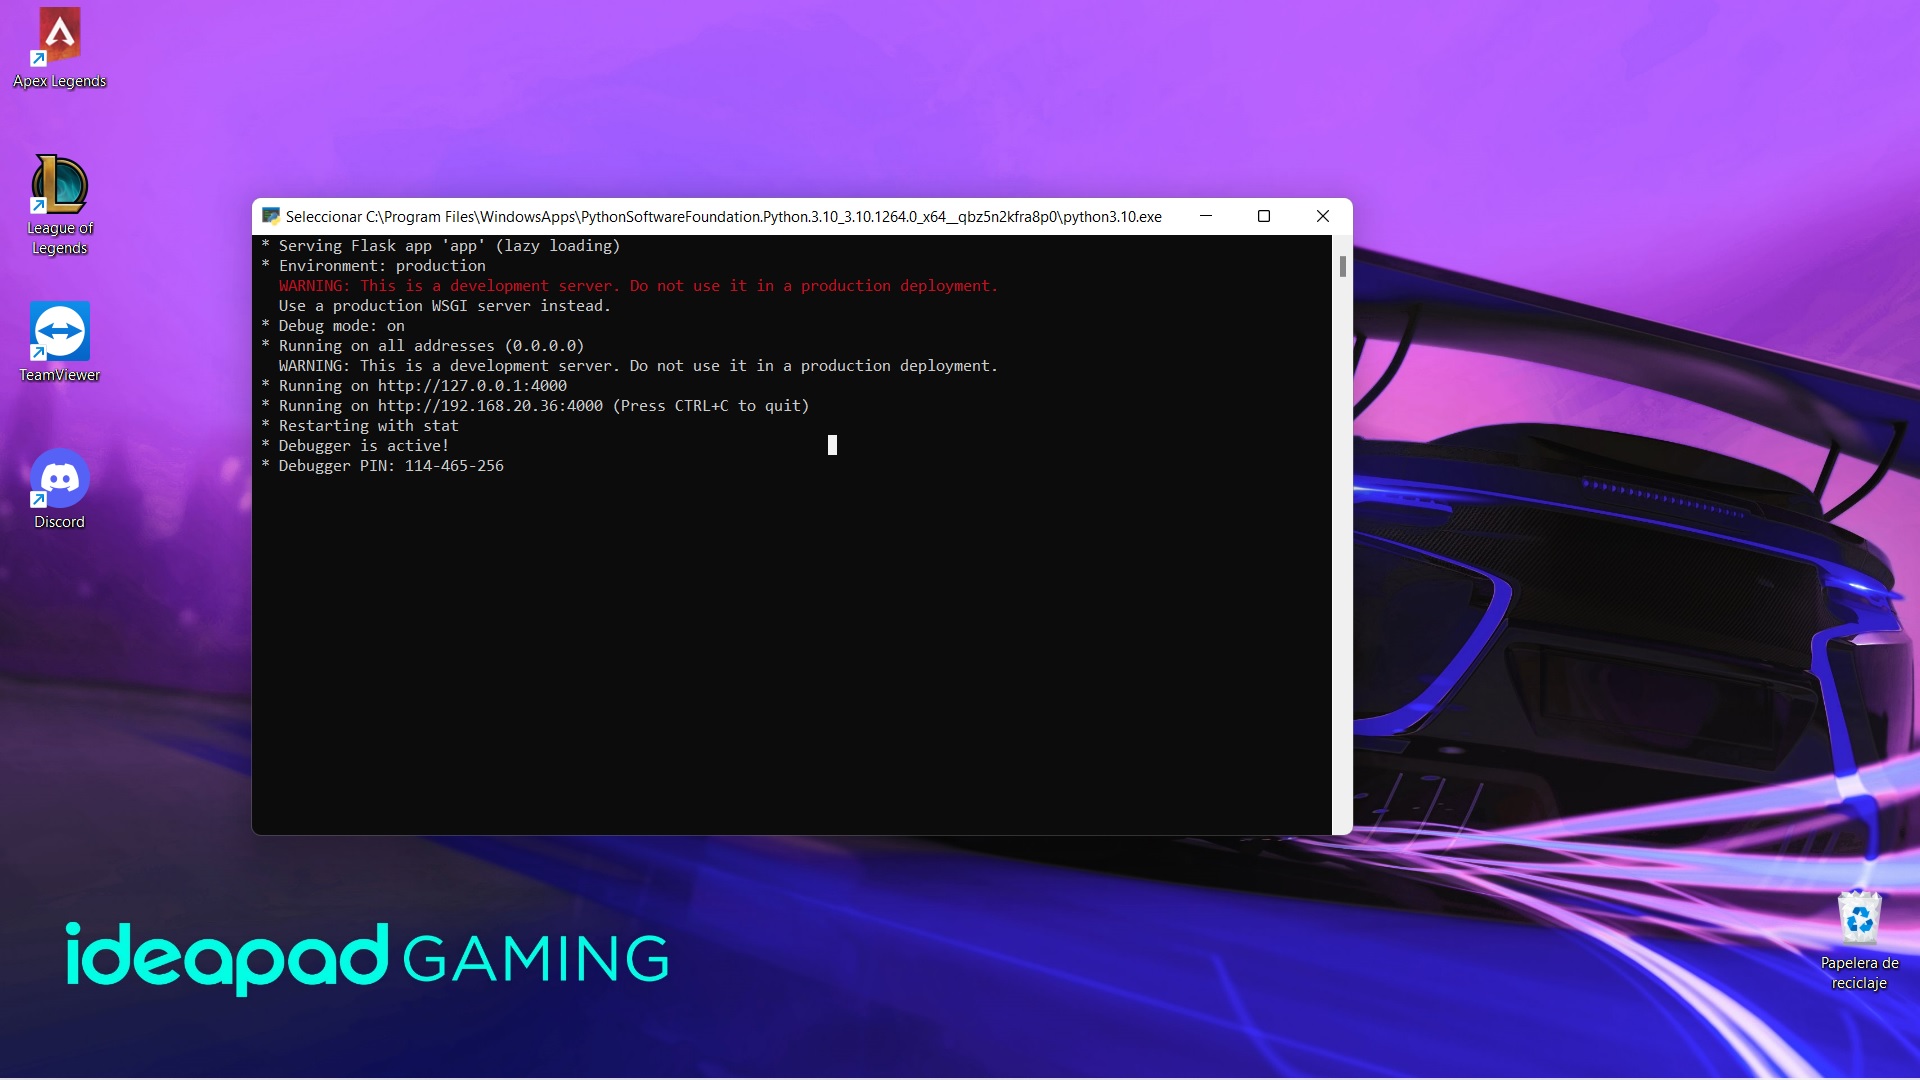 Apex Legends
League of
Legends
TeamViewer
Discord
Seleccionar C:\Program Files\WindowsApps\PythonSoftwareFoundation.Python.3.10_3.10.1264.0_x64__qbz5n2kfra8p0\python3.10.exe
* Serving Flask app 'app' (lazy loading)
* Environment: production
WARNING: This is a development server. Do not use it in a production deployment.
Use a production WSGI server instead.
* Debug mode: on
* Running on all addresses (0.0.0.0)
WARNING: This is a development server. Do not use it in a production deployment.
* Running on http://127.0.0.1:4000
* Running on http://192.168.20.36:4000 (Press CTRL+C to quit)
* Restarting with stat
* Debugger is active!
* Debugger PIN: 114-465-256
ideapad GAMING
Papelera de
reciclaje